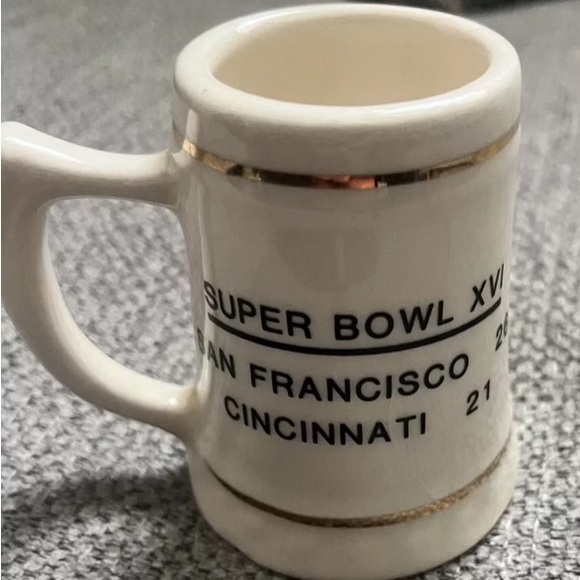 SUPER BOWL XVI
SAN FRANCISCO 26
CINCINNATI 21